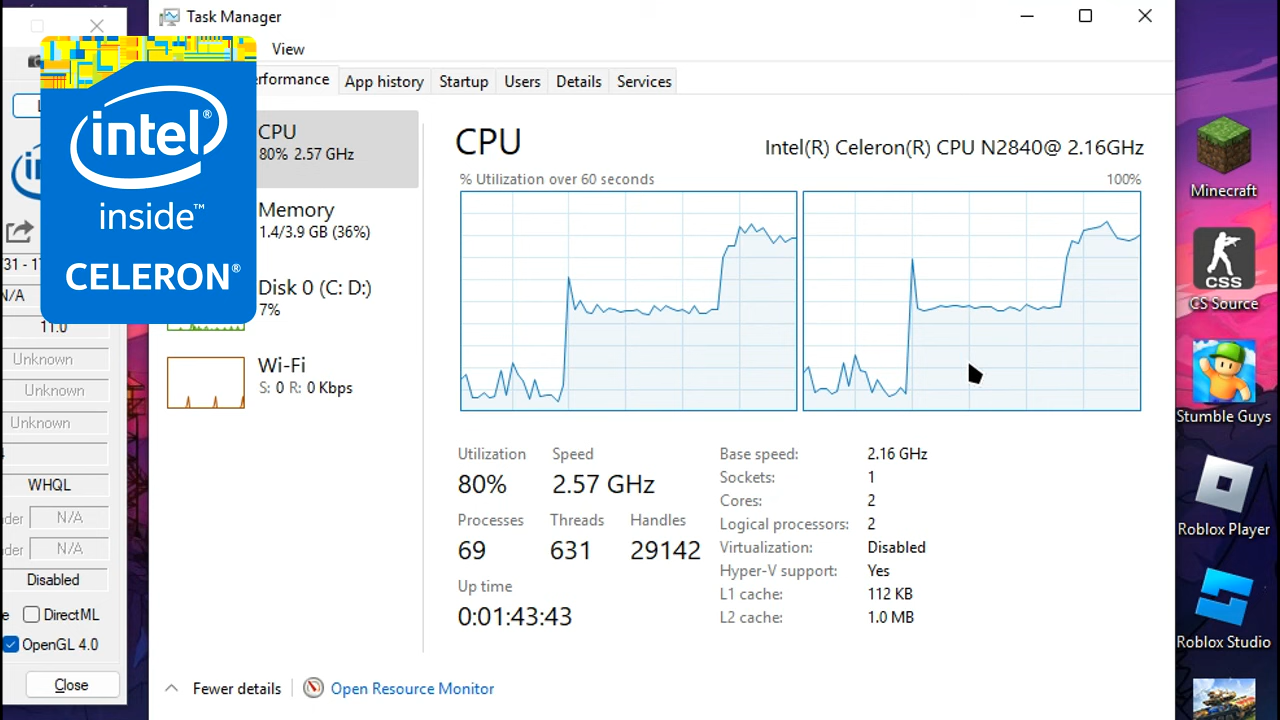 Task Manager
View
erformance
App history
Startup
Users
Details
Services
intel®
inside™
CELERON®
CPU
80% 2.57 GHz
Memory
1.4/3.9 GB (36%)
Disk 0 (C: D:)
7%
Wi-Fi
S: 0 R: 0 Kbps
CPU
Intel(R) Celeron(R) CPU N2840@ 2.16GHz
% Utilization over 60 seconds
100%
Utilization
Speed
80%
2.57 GHz
Processes
Threads
Handles
69
631
29142
Up time
0:01:43:43
Base speed:
2.16 GHz
Sockets:
1
Cores:
2
Logical processors:
2
Virtualization:
Disabled
Hyper-V support:
Yes
L1 cache:
112 KB
L2 cache:
1.0 MB
Fewer details
Open Resource Monitor
N/A
11.0
Unknown
Unknown
Unknown
WHQL
der
N/A
der
N/A
Disabled
DirectML
OpenGL 4.0
Close
Minecraft
CSS
CS Source
Stumble Guys
Roblox Player
Roblox Studio